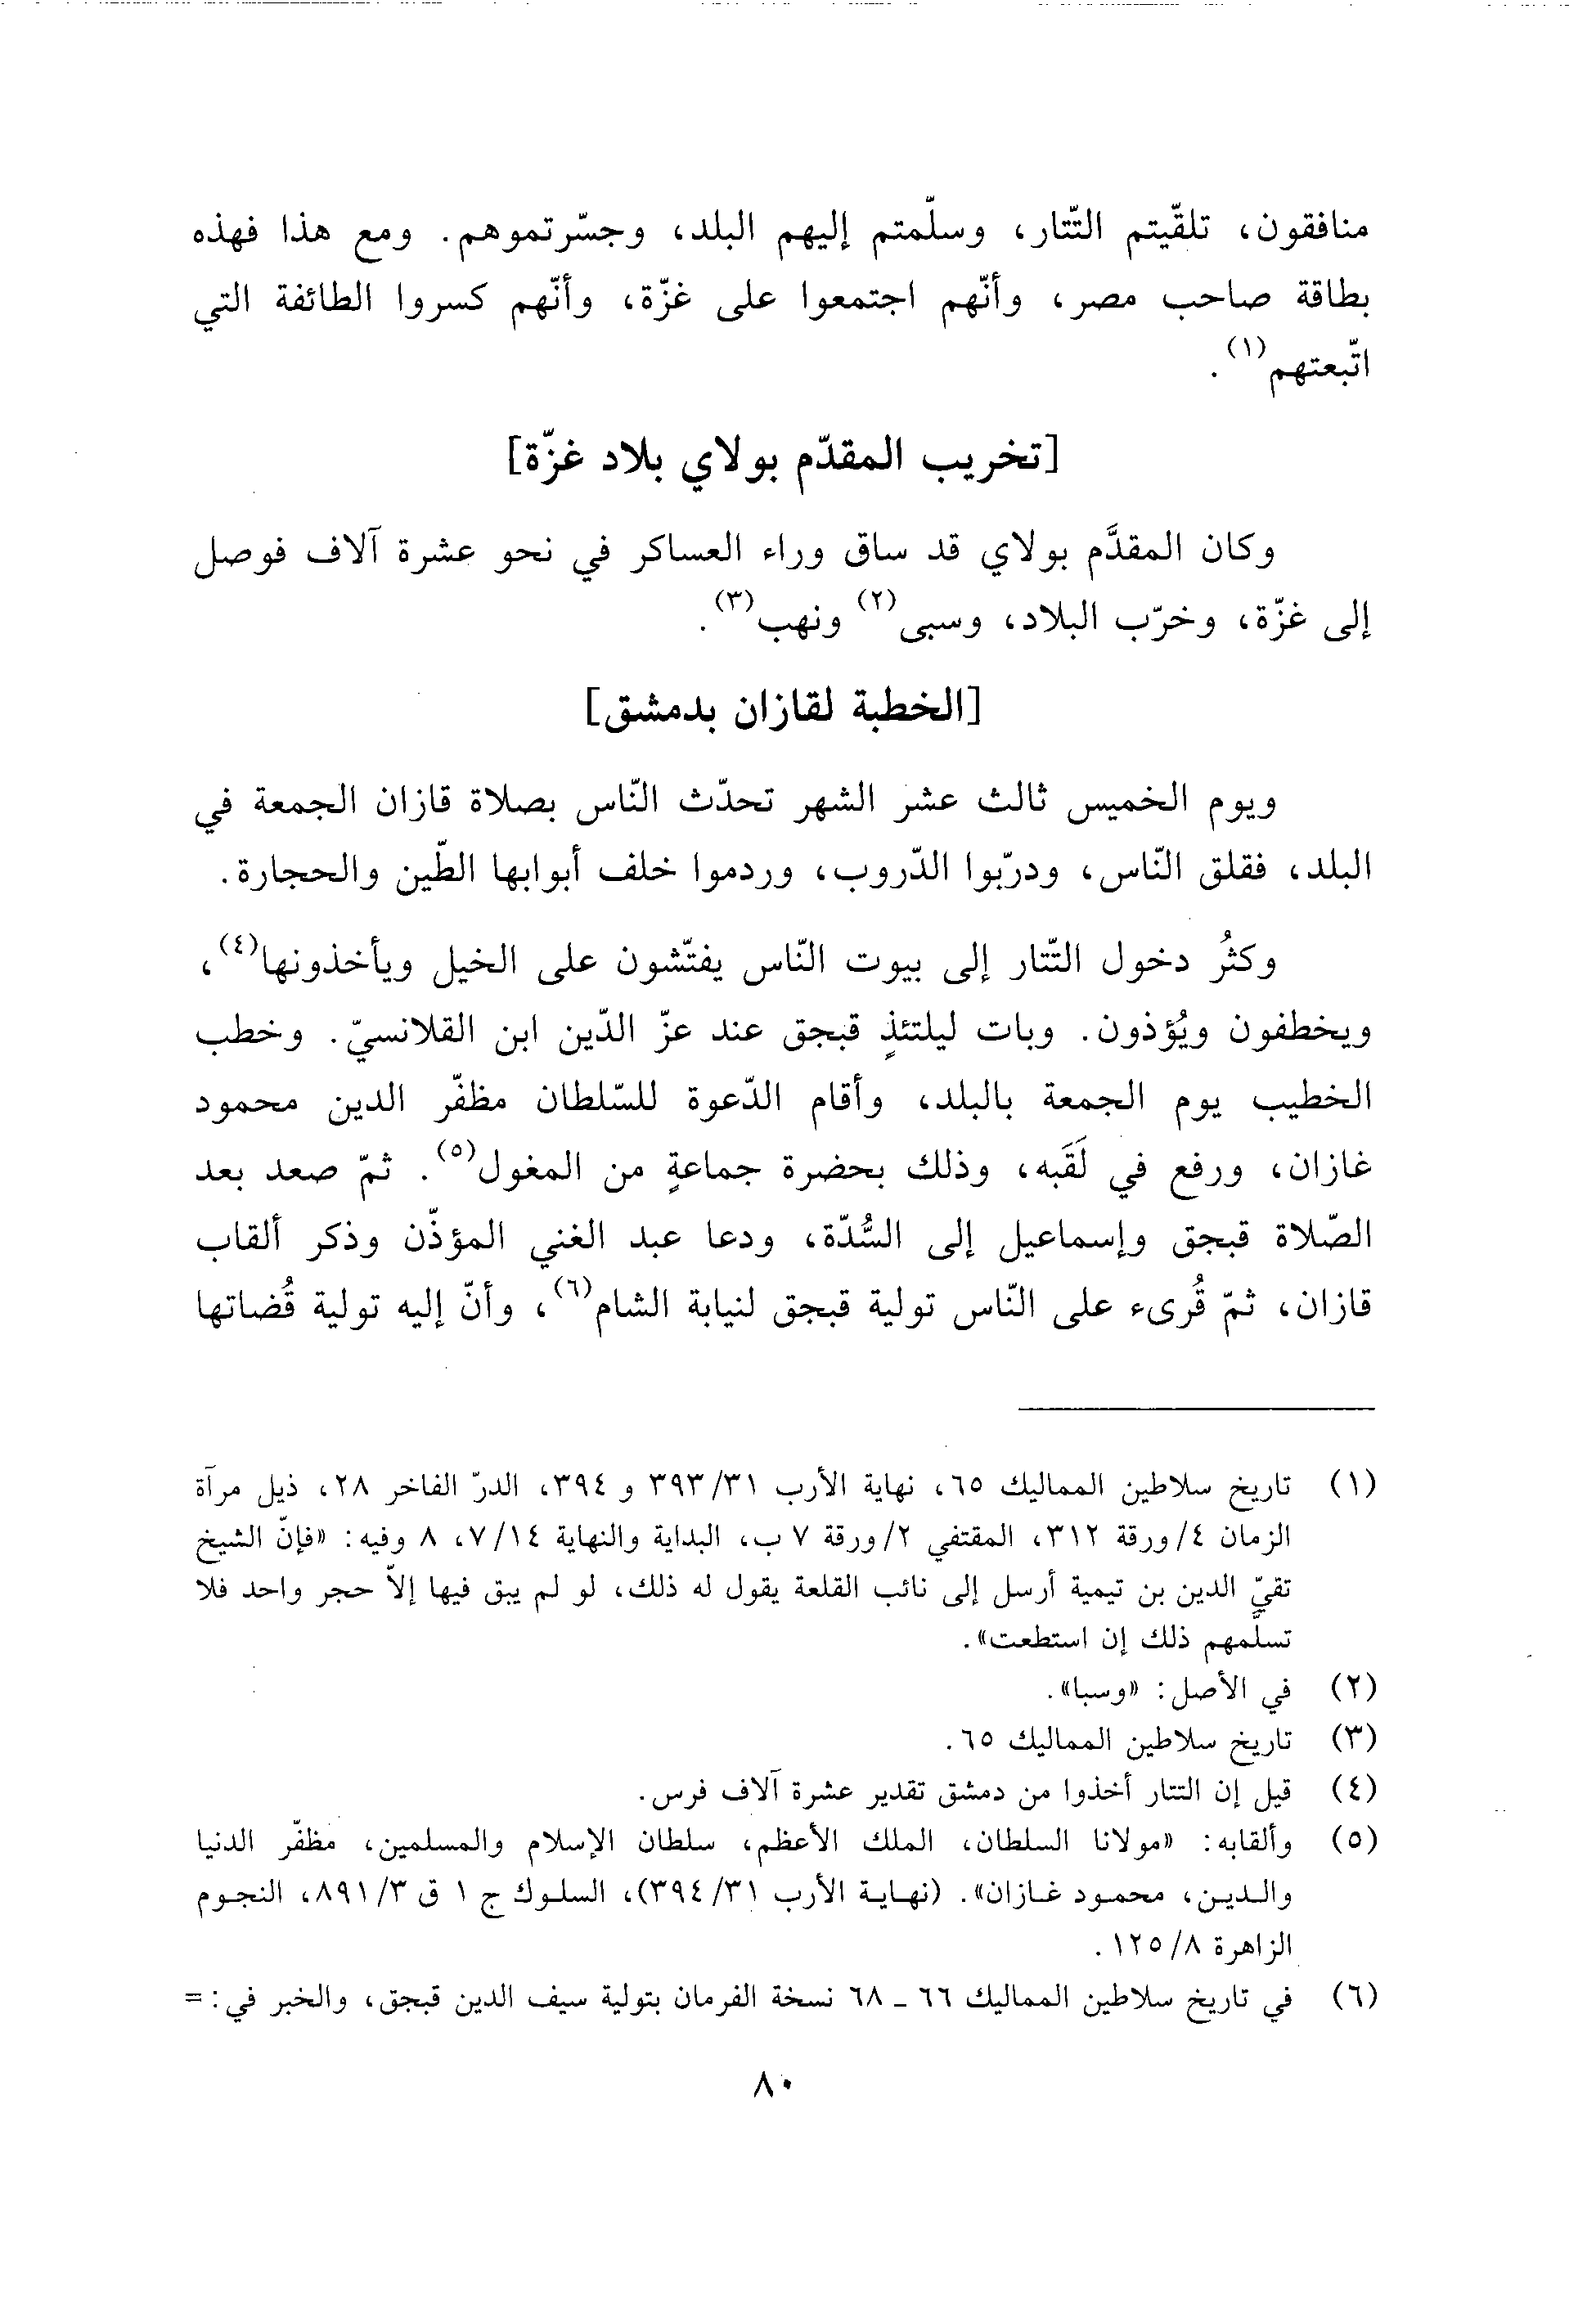 منافقون، تلقّيتم التّتار، وسلّمتم إليهم البلد، وجسّرتموهم. ومع هذا فهذه
بطاقة صاحب مصر، وأنّهم اجتمعوا على غزّة، وأنّهم كسروا الطائفة التي
اتّبعتهم(١).
[تخريب المقدّم بولاي بلاد غزّة]
وكان المقدَّم بولاي قد ساق وراء العساكر في نحو عشرة آلاف فوصل
إلى غزّة، وخرّب البلاد، وسبى(٢) ونهب(٣).
[الخطبة لقازان بدمشق]
ويوم الخميس ثالث عشر الشهر تحدّث النّاس بصلاة قازان الجمعة في
البلد، فقلق النّاس، ودربّوا الدّروب، وردموا خلف أبوابها الطّين والحجارة.
وكثُر دخول التّتار إلى بيوت النّاس يفتّشون على الخيل ويأخذونها(٤)،
ويخطفون ويُؤذون. وبات ليلتئذٍ قبجق عند عزّ الدّين ابن القلانسيّ. وخطب
الخطيب يوم الجمعة بالبلد، وأقام الدّعوة للسّلطان مظفّر الدين محمود
غازان، ورفع في لَقَبه، وذلك بحضرة جماعةٍ من المغول(٥). ثمّ صعد بعد
الصّلاة قبجق وإسماعيل إلى السُّدّة، ودعا عبد الغني المؤذّن وذكر ألقاب
قازان، ثمّ قُرىء على النّاس تولية قبجق لنيابة الشام(٦)، وأنّ إليه تولية قُضاتها
(١) تاريخ سلاطين المماليك ٦٥، نهاية الأرب ٣٩٣/٣١ و ٣٩٤، الدرّ الفاخر ٢٨، ذيل مرآة
الزمان ٤/ورقة ٣١٢، المقتفي ٢/ورقة ٧ ب، البداية والنهاية ٧/١٤، ٨ وفيه: «فإنّ الشيخ
تقيّ الدين بن تيمية أرسل إلى نائب القلعة يقول له ذلك، لو لم يبق فيها إلاّ حجر واحد فلا
تسلّمهم ذلك إن استطعت».
(٢) في الأصل: «وسبا».
(٣) تاريخ سلاطين المماليك ٦٥.
(٤) قيل إن التتار أخذوا من دمشق تقدير عشرة آلاف فرس.
(٥) وألقابه: «مولانا السلطان، الملك الأعظم، سلطان الإسلام والمسلمين، مظفّر الدنيا
والدين، محمود غازان». (نهاية الأرب ٣٩٤/٣١)، السلوك ج ١ ق ٨٩١/٣، النجوم
الزاهرة ١٢٥/٨.
(٦) في تاريخ سلاطين المماليك ٦٦ ـ ٦٨ نسخة الفرمان بتولية سيف الدين قبجق، والخبر في: =
٨٠